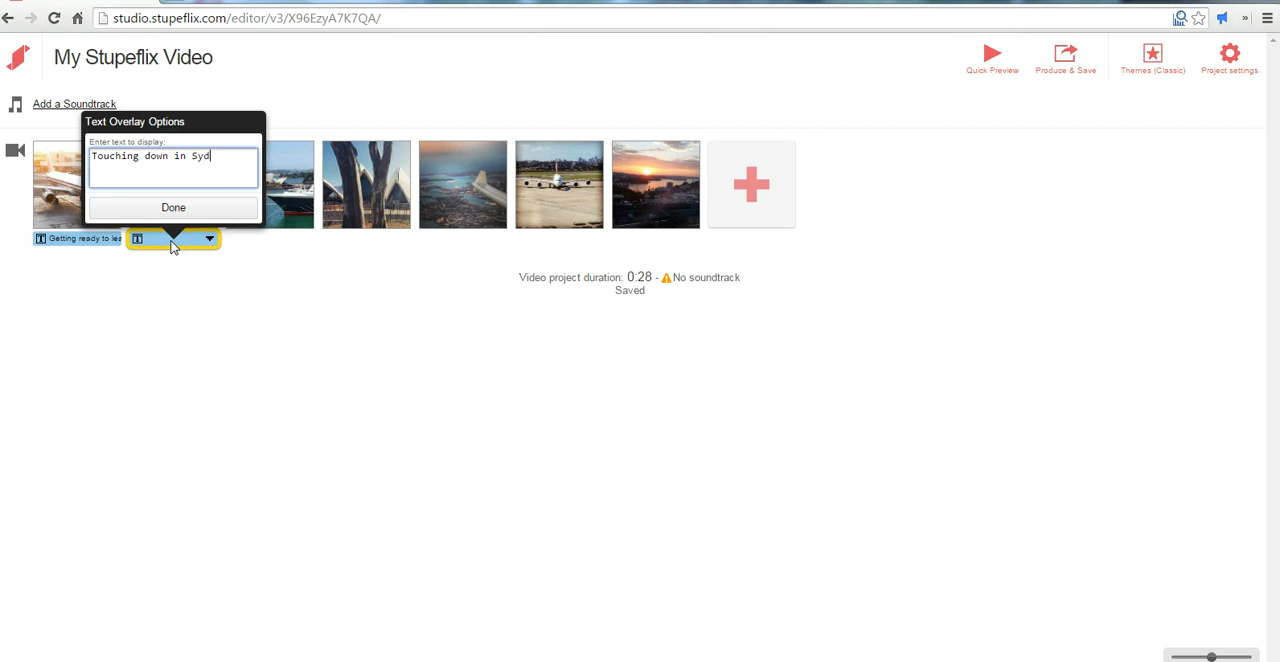 studio.stupeflix.com/editor/v3/X96EzyA7K7QA/
»
My Stupeflix Video
Quick Preview
Produce & Save
Themes (Classic)
Project settings
Add a Soundtrack
Text Overlay Options
Enter text to display:
Touching down in Syd
Done
T Getting ready to lea
T
Video project duration: 0:28 - No soundtrack
Saved